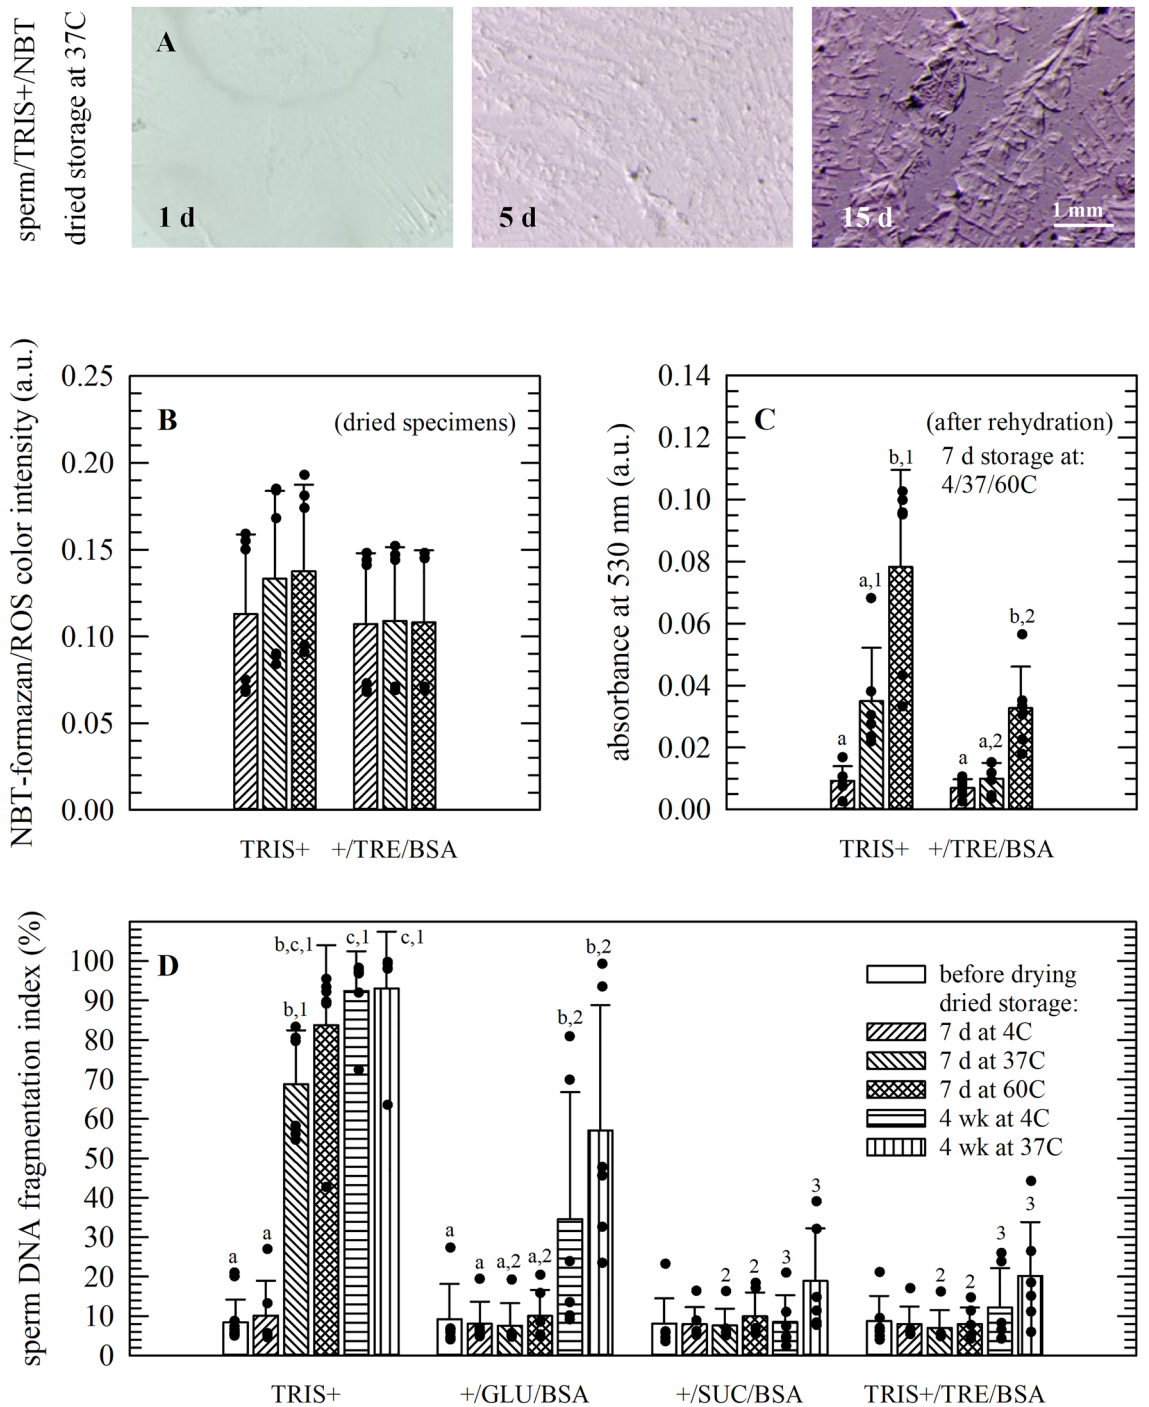 sperm/TRIS+/NBT
dried storage at 37C
A
1 d
5 d
15 d
1 mm
NBT-formazan/ROS color intensity (a.u.)
0.25
0.20
0.15
0.10
0.05
0.00
B
(dried specimens)
TRIS+
+/TRE/BSA
absorbance at 530 nm (a.u.)
0.14
0.12
0.10
0.08
0.06
0.04
0.02
0.00
C
(after rehydration)
7 d storage at:
4/37/60C
a
a,1
b,1
a
a,2
b,2
TRIS+
+/TRE/BSA
sperm DNA fragmentation index (%)
100
90
80
70
60
50
40
30
20
10
0
D
a
a
b,1
b,c,1
c,1
c,1
a
a
a,2
a,2
b,2
b,2
2
2
3
3
2
2
3
3
before drying
dried storage:
7 d at 4C
7 d at 37C
7 d at 60C
4 wk at 4C
4 wk at 37C
TRIS+
+/GLU/BSA
+/SUC/BSA
TRIS+/TRE/BSA